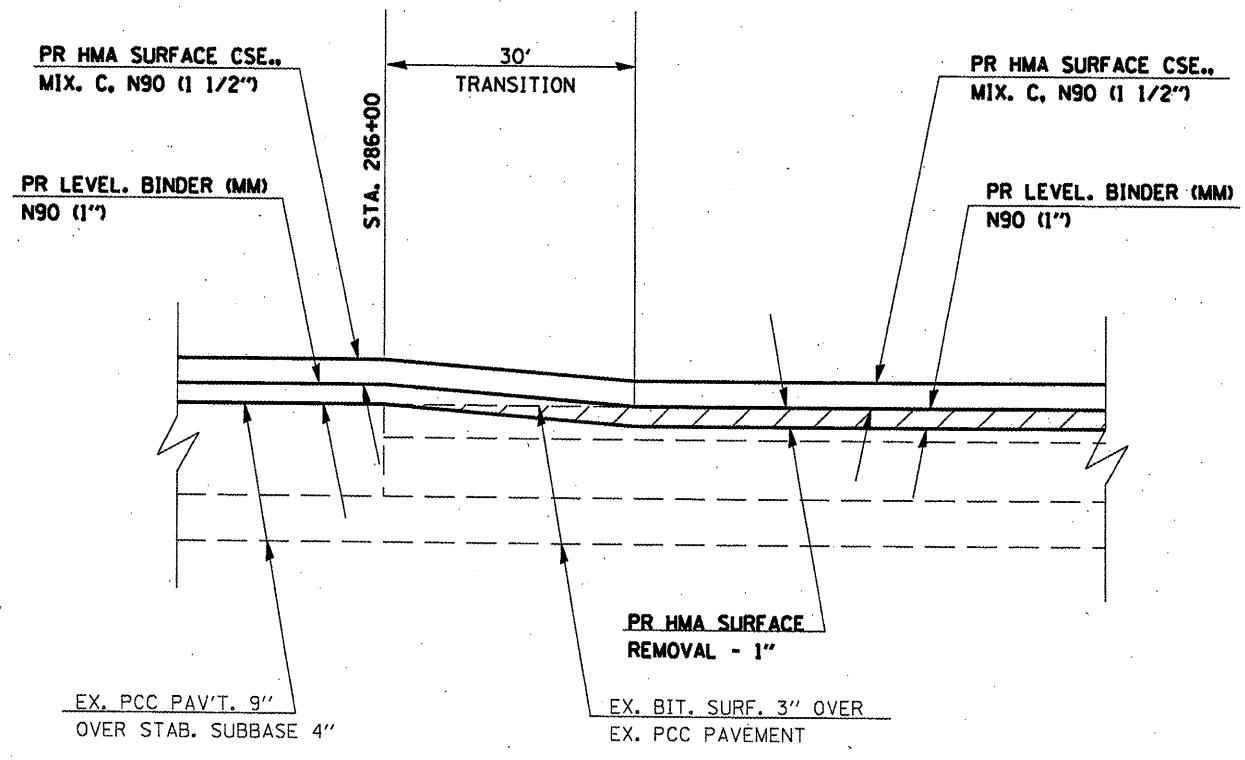 PR HMA SURFACE CSE.,
MIX. C, N90 (1 1/2")
30'
TRANSITION
PR HMA SURFACE CSE.,
MIX. C, N90 (1 1/2")
STA. 286+00
PR LEVEL. BINDER (MM)
N90 (1")
PR LEVEL. BINDER (MM)
N90 (1")
PR HMA SURFACE
REMOVAL - 1"
EX. PCC PAV'T. 9"
OVER STAB. SUBBASE 4"
EX. BIT. SURF. 3" OVER
EX. PCC PAVEMENT